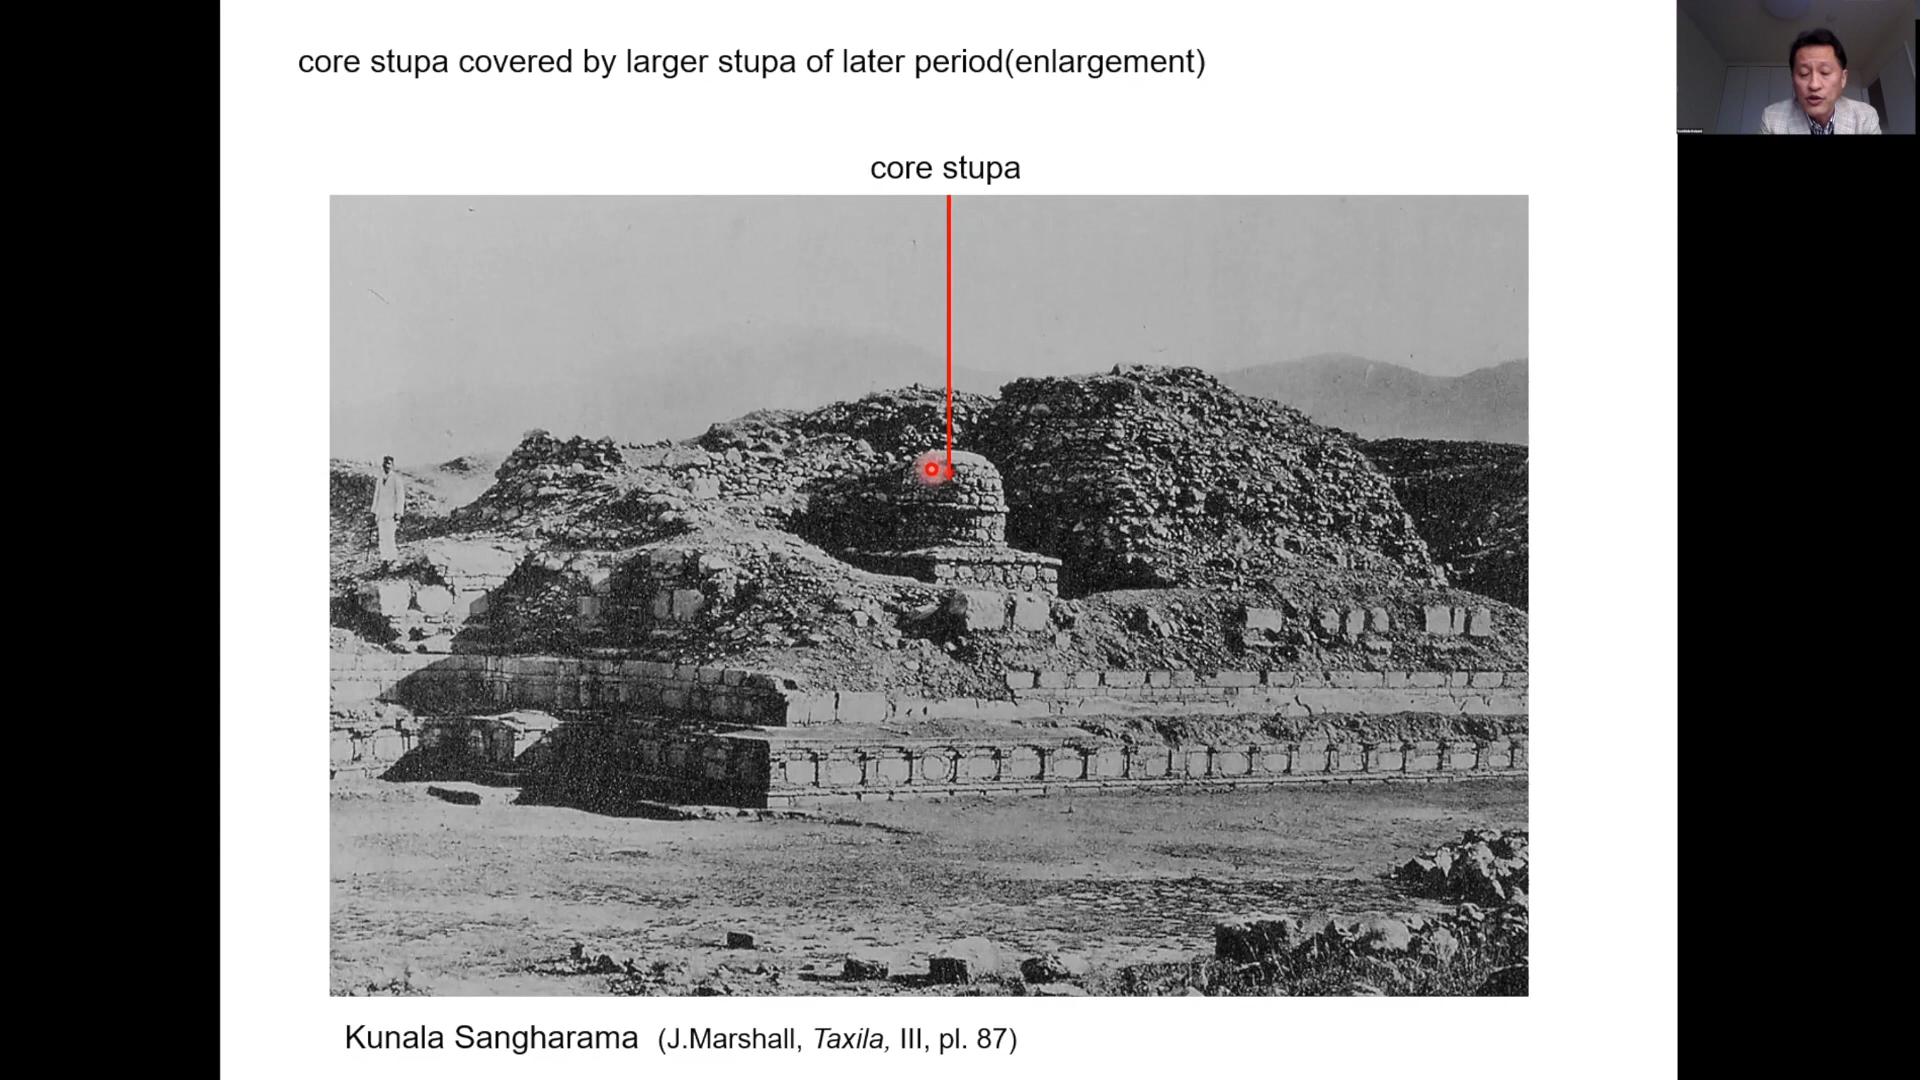 core stupa covered by larger stupa of later period(enlargement)
core stupa
Kunala Sangharama (J.Marshall, Taxila, III, pl. 87)